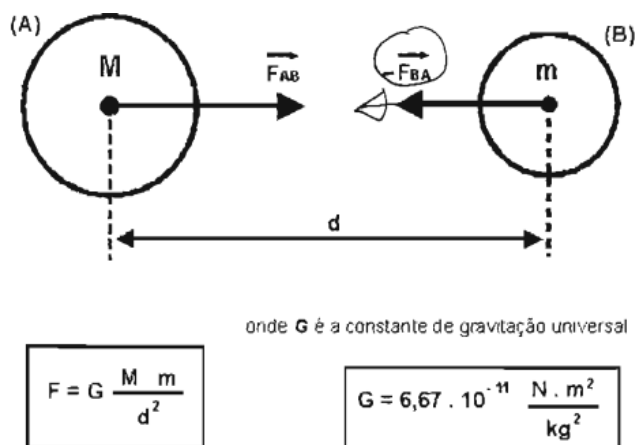 (A)
(B)
M
m
F_AB
-F_BA
d
onde G é a constante de gravitação universal
F = G M m / d²
G = 6,67 . 10⁻¹¹ N . m² / kg²